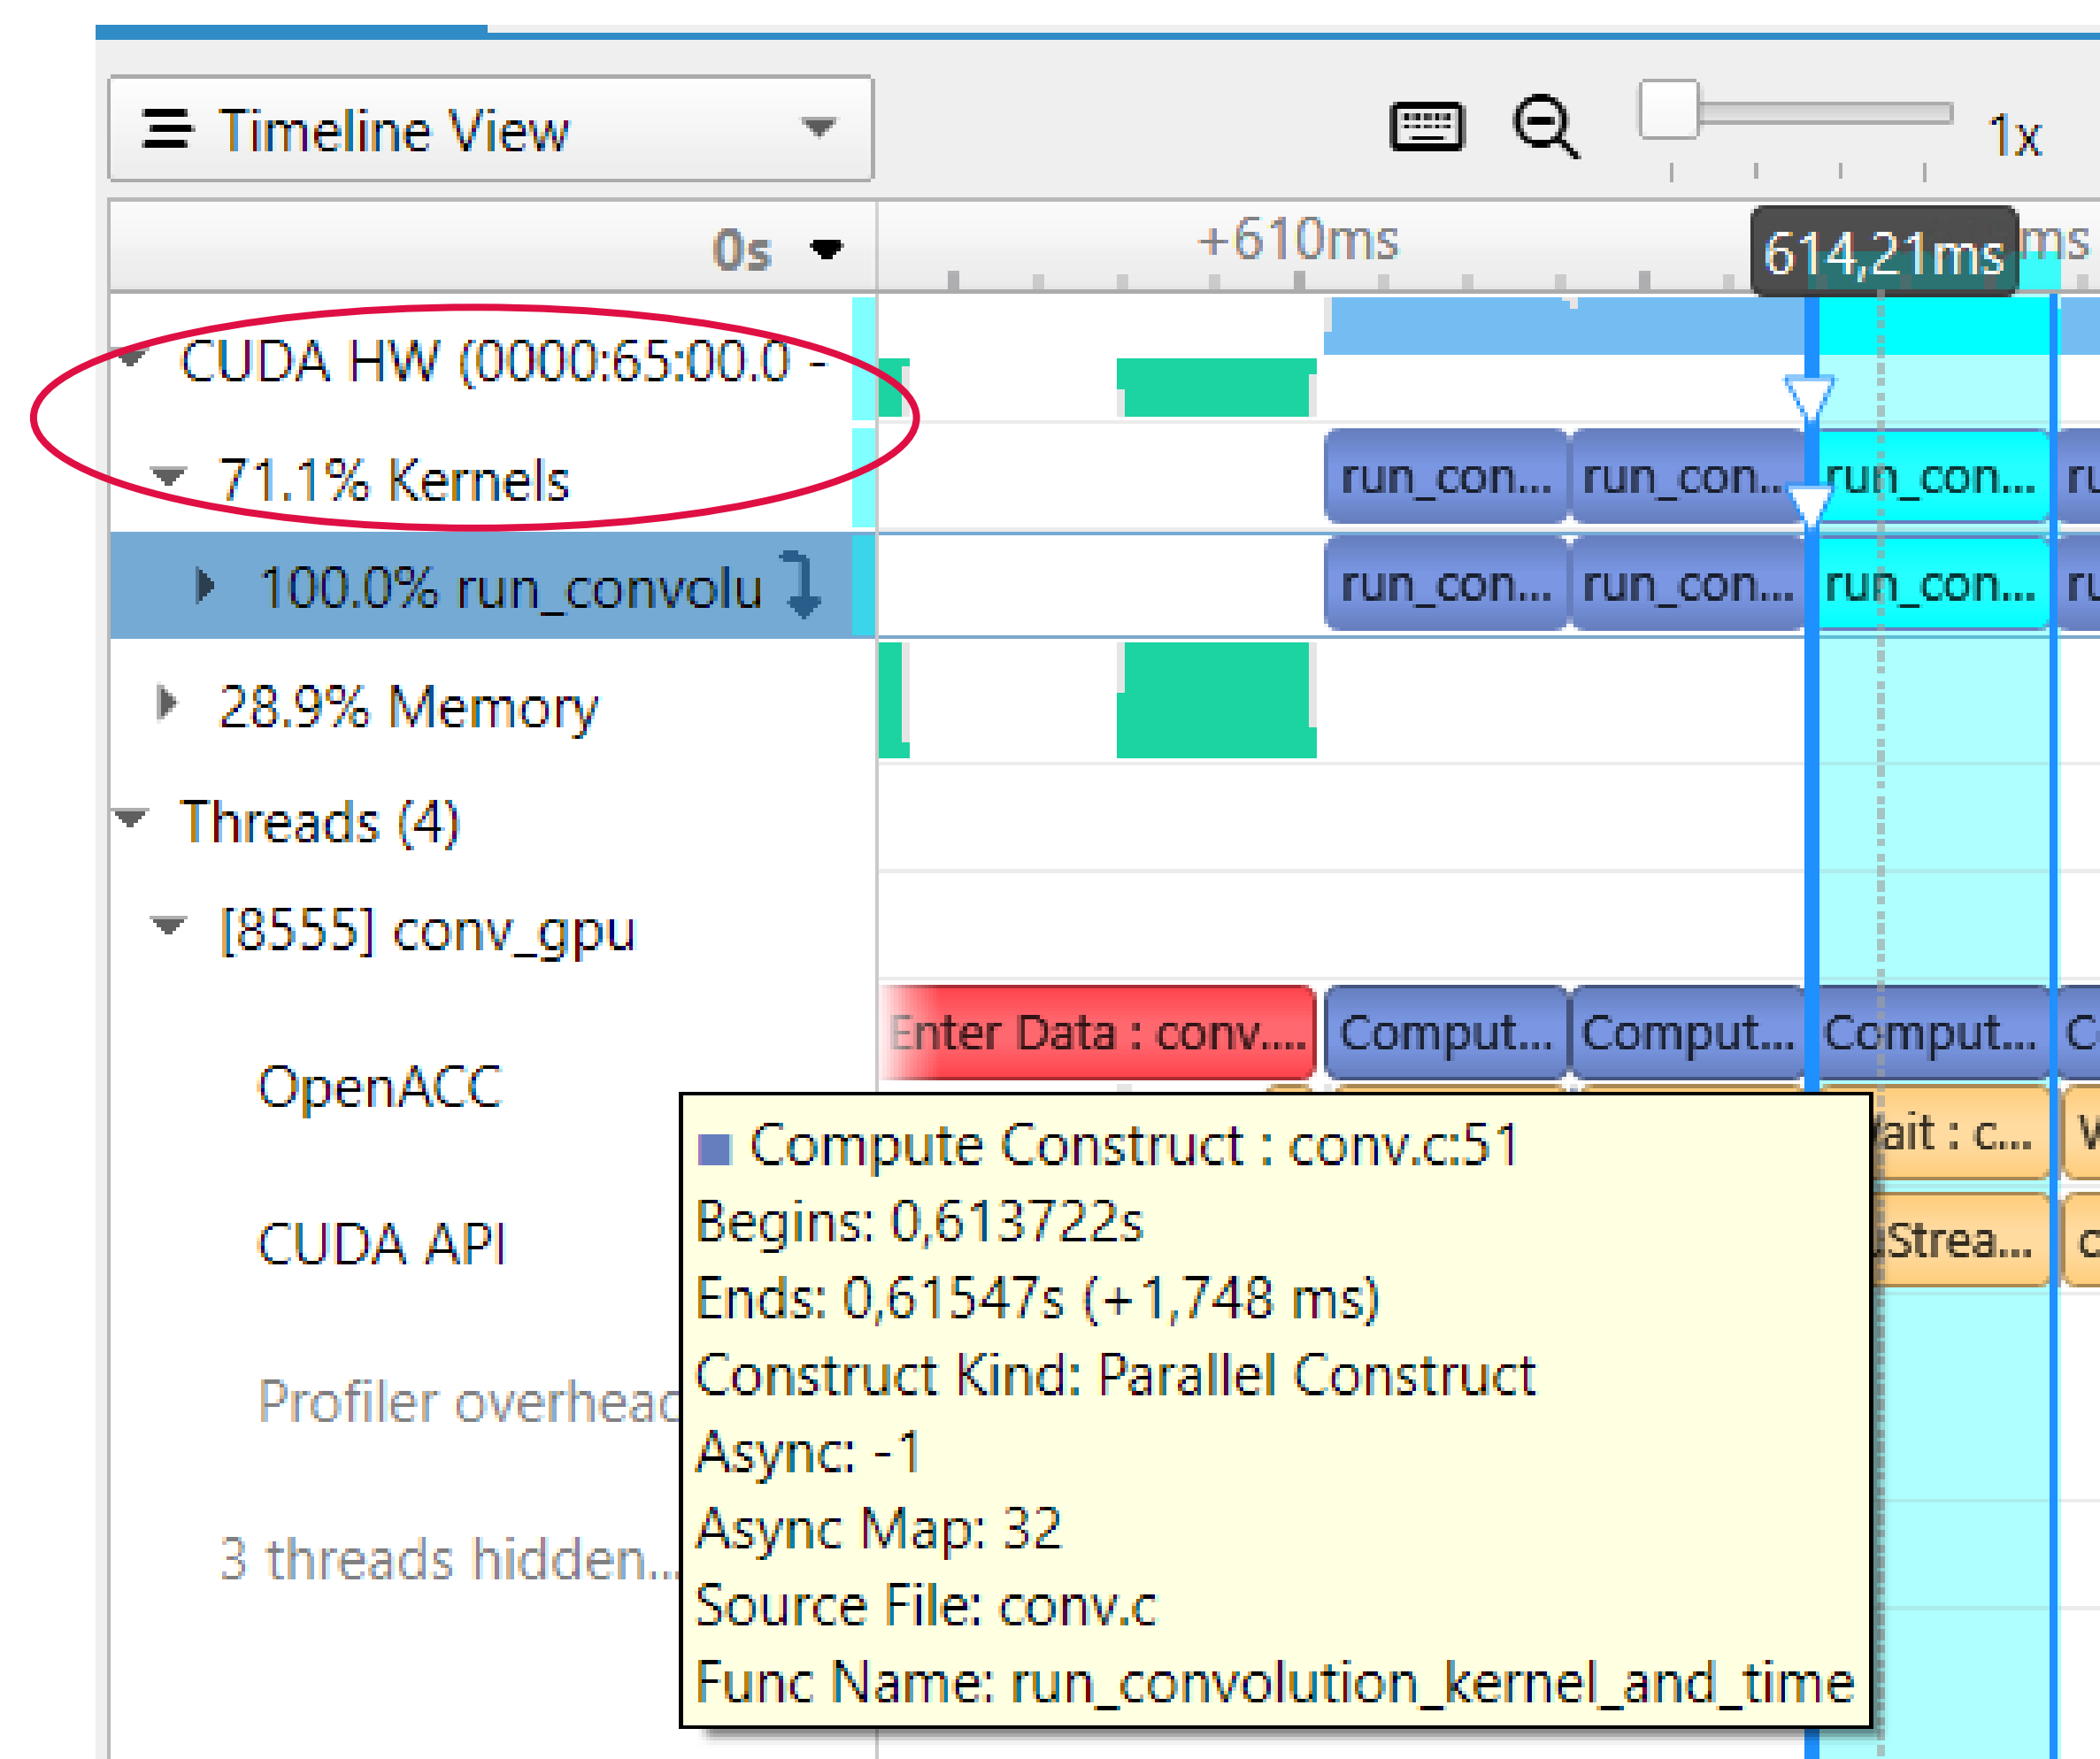 Timeline View
1x
0s
+610ms
614,21ms
ms
CUDA HW (0000:65:00.0 -
71.1% Kernels
run_con... run_con... run_con...
100.0% run_convolu
run_con... run_con... run_con...
28.9% Memory
Threads (4)
[8555] conv_gpu
OpenACC
Enter Data : conv.... Comput... Comput... Comput...
ait : c...
CUDA API
Strea...
Profiler overhead
3 threads hidden...
Compute Construct : conv.c:51
Begins: 0,613722s
Ends: 0,61547s (+1,748 ms)
Construct Kind: Parallel Construct
Async: -1
Async Map: 32
Source File: conv.c
Func Name: run_convolution_kernel_and_time